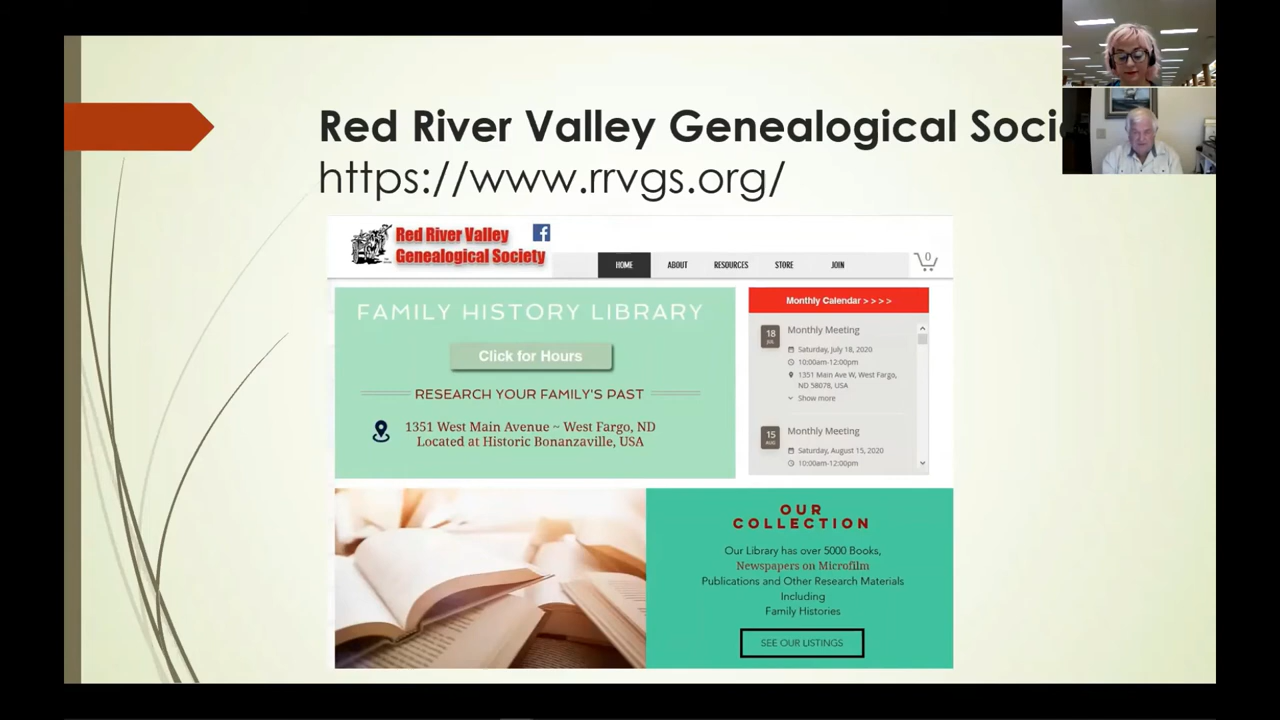 Red River Valley Genealogical Soci
https://www.rrvgs.org/
Red River Valley
Genealogical Society
HOME ABOUT RESOURCES STORE JOIN 0
FAMILY HISTORY LIBRARY
Click for Hours
RESEARCH YOUR FAMILY'S PAST
1351 West Main Avenue ~ West Fargo, ND
Located at Historic Bonanzaville, USA
Monthly Calendar > > > >
18 JUL Monthly Meeting
Saturday, July 18, 2020
10:00am-12:00pm
1351 Main Ave W, West Fargo,
ND 58078, USA
Show more
15 AUG Monthly Meeting
Saturday, August 15, 2020
10:00am-12:00pm
OUR
COLLECTION
Our Library has over 5000 Books,
Newspapers on Microfilm
Publications and Other Research Materials
Including
Family Histories
SEE OUR LISTINGS